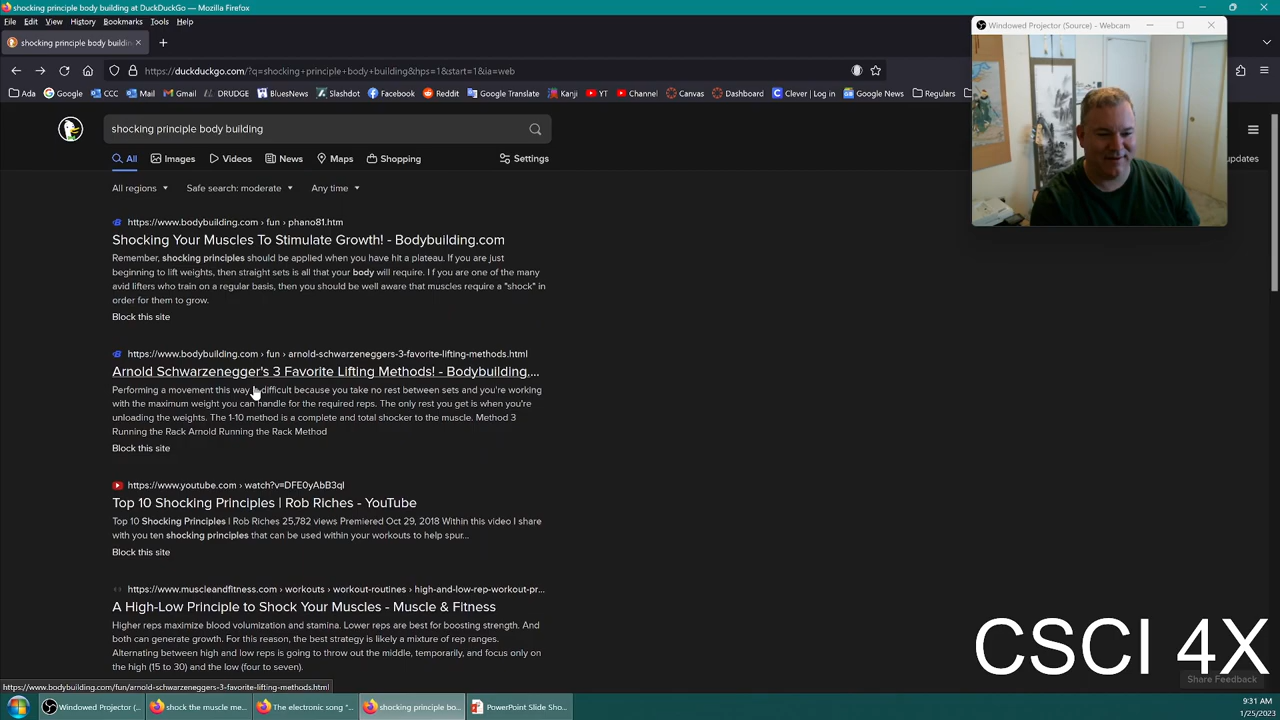 shocking principle body building at DuckDuckGo — Mozilla Firefox
File Edit View History Bookmarks Tools Help
Windowed Projector (Source) - Webcam
shocking principle body buildin
https://www.duckduckgo.com/?q=shocking+principle+body+building&hps=1&start=1&ia=web
Ada Google CCC Mail Gmail DRUDGE BluesNews Slashdot Facebook Reddit Google Translate Kanji YT Channel Canvas Dashboard Clever | Log in Google News Regulars
shocking principle body building
All Images Videos News Maps Shopping Settings
updates
All regions Safe search: moderate Any time
https://www.bodybuilding.com › fun › phano81.htm
Shocking Your Muscles To Stimulate Growth! - Bodybuilding.com
Remember, shocking principles should be applied when you have hit a plateau. If you are just
beginning to lift weights, then straight sets is all that your body will require. I f you are one of the many
avid lifters who train on a regular basis, then you should be well aware that muscles require a "shock" in
order for them to grow.
Block this site
https://www.bodybuilding.com › fun › arnold-schwarzeneggers-3-favorite-lifting-methods.html
Arnold Schwarzenegger's 3 Favorite Lifting Methods! - Bodybuilding,...
Performing a movement this way difficult because you take no rest between sets and you're working
with the maximum weight you can handle for the required reps. The only rest you get is when you're
unloading the weights. The 1-10 method is a complete and total shocker to the muscle. Method 3
Running the Rack Arnold Running the Rack Method
Block this site
https://www.youtube.com › watch?v=DFE0yAbB3qI
Top 10 Shocking Principles | Rob Riches - YouTube
Top 10 Shocking Principles I Rob Riches 25,782 views Premiered Oct 29, 2018 Within this video I share
with you ten shocking principles that can be used within your workouts to help spur...
Block this site
https://www.muscleandfitness.com › workouts › workout-routines › high-and-low-rep-workout-pr...
A High-Low Principle to Shock Your Muscles - Muscle & Fitness
Higher reps maximize blood volumization and stamina. Lower reps are best for boosting strength. And
both can generate growth. For this reason, the best strategy is likely a mixture of rep ranges.
Alternating between high and low reps is going to throw out the middle, temporarily, and focus only on
the high (15 to 30) and the low (four to seven).
CSCI 4X
Share Feedback
https://www.bodybuilding.com/fun/arnold-schwarzeneggers-3-favorite-lifting-methods.html
Windowed Projector (... shock the muscle me... The electronic song "... shocking principle bo... PowerPoint Slide Sho...
9:31 AM
1/25/2023